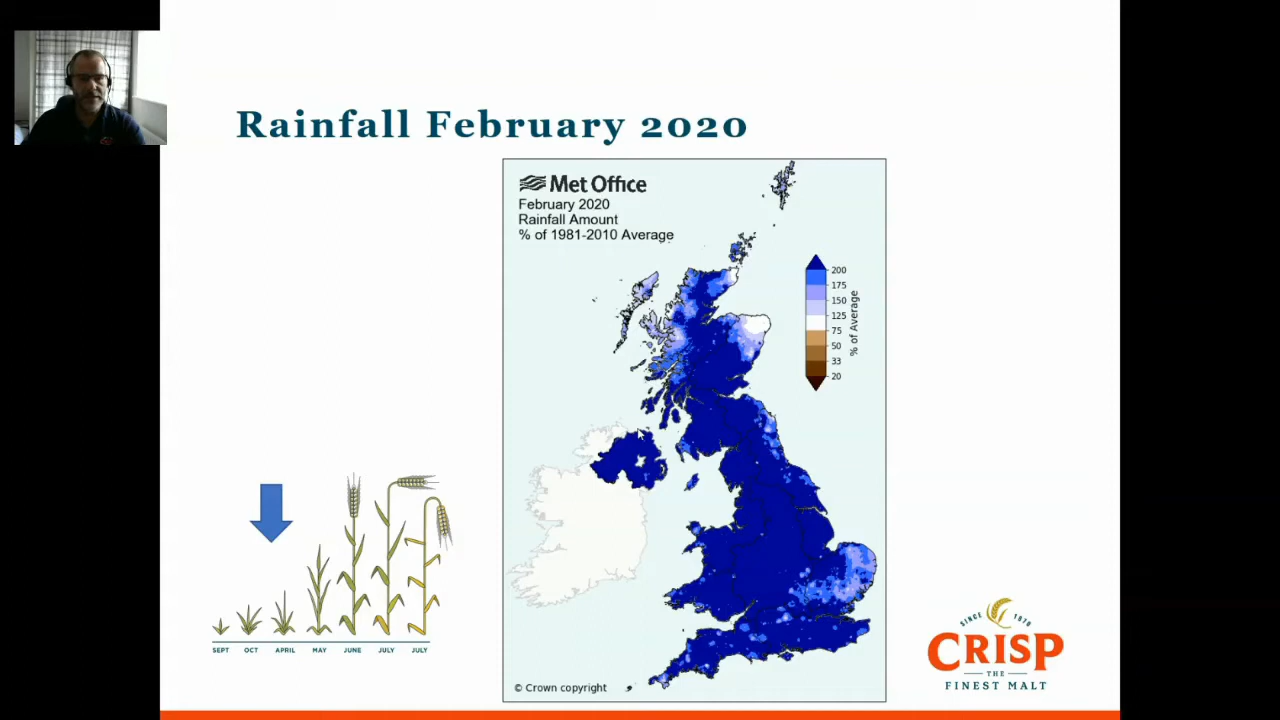 Rainfall February 2020
Met Office
February 2020
Rainfall Amount
% of 1981-2010 Average
200
175
150
125
75
50
33
20
% of Average
SEPT OCT APRIL MAY JUNE JULY JULY
© Crown copyright
SINCE 1870
CRISP
THE
FINEST MALT